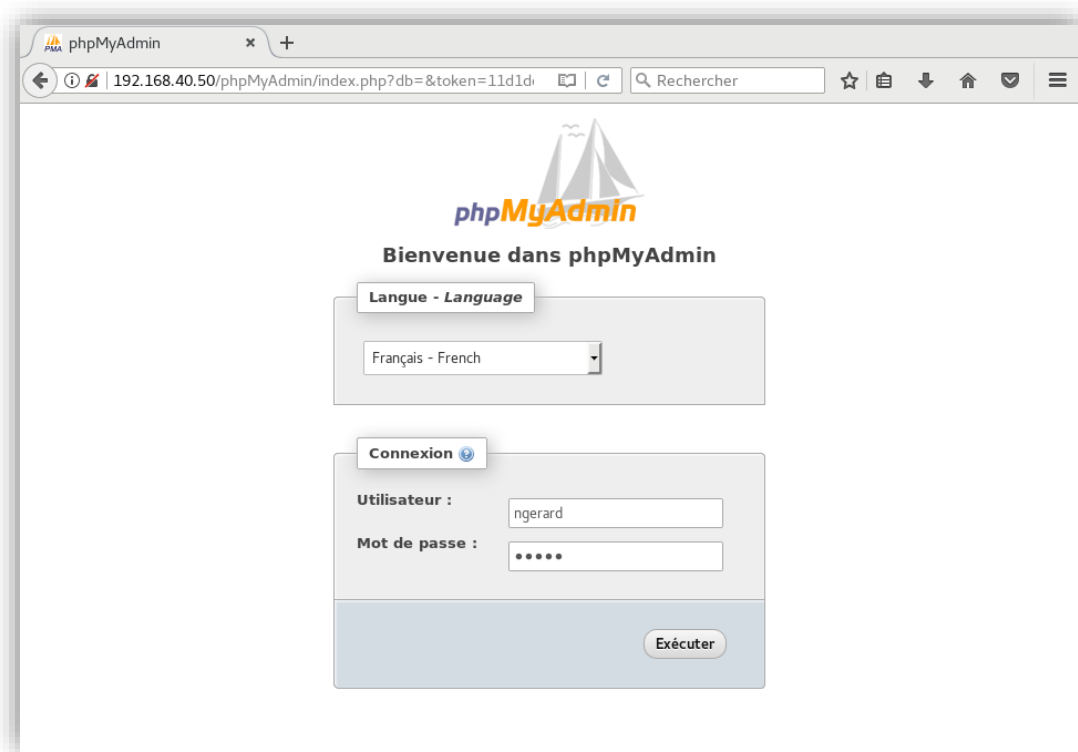 phpMyAdmin
192.168.40.50/phpMyAdmin/index.php?db=&token=11d1d
Rechercher
phpMyAdmin
Bienvenue dans phpMyAdmin
Langue - Language
Français - French
Connexion
Utilisateur :
ngerard
Mot de passe :
•••••
Exécuter